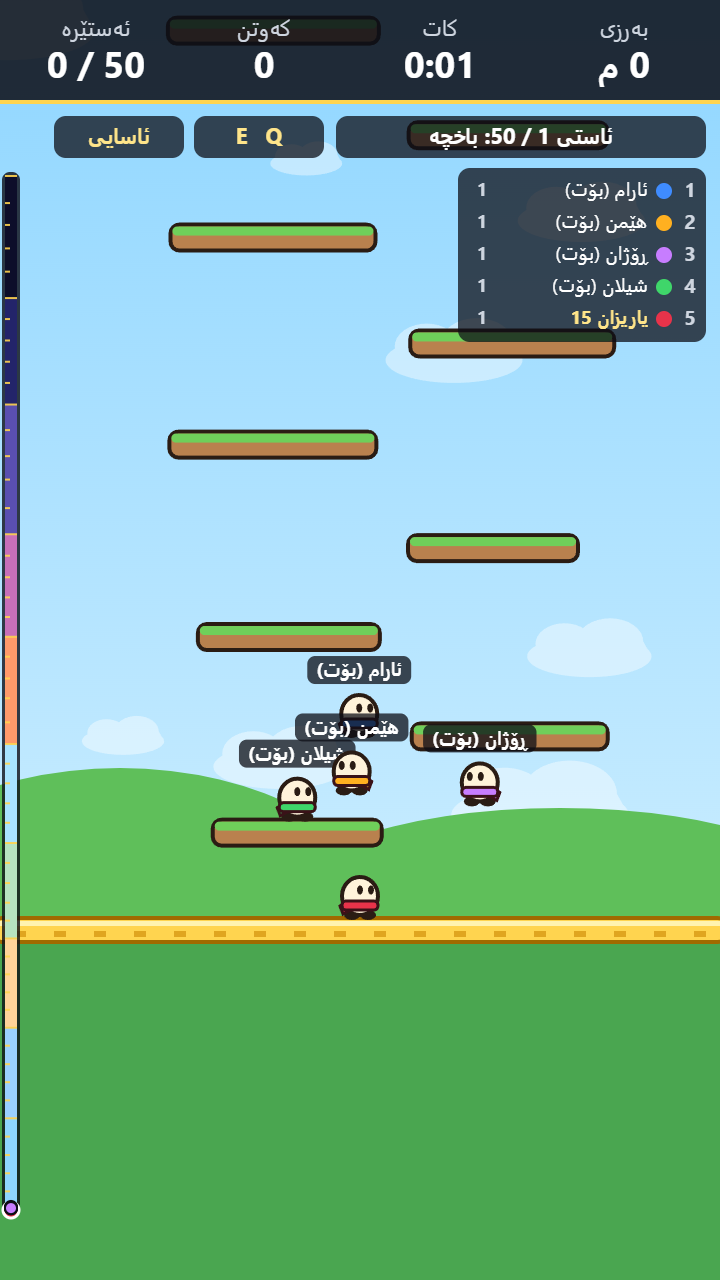 بەرزی
0 م
کات
0:01
کەوتن
0
ئەستێرە
0 / 50
ئاستی 1 / 50: باخچە
E Q
ئاسایی
1 ئارام (بۆت) 1
2 هێمن (بۆت) 1
3 ڕۆژان (بۆت) 1
4 شیلان (بۆت) 1
5 یاریزان 15 1
ئارام (بۆت)
هێمن (بۆت)
ڕۆژان (بۆت)
شیلان (بۆت)